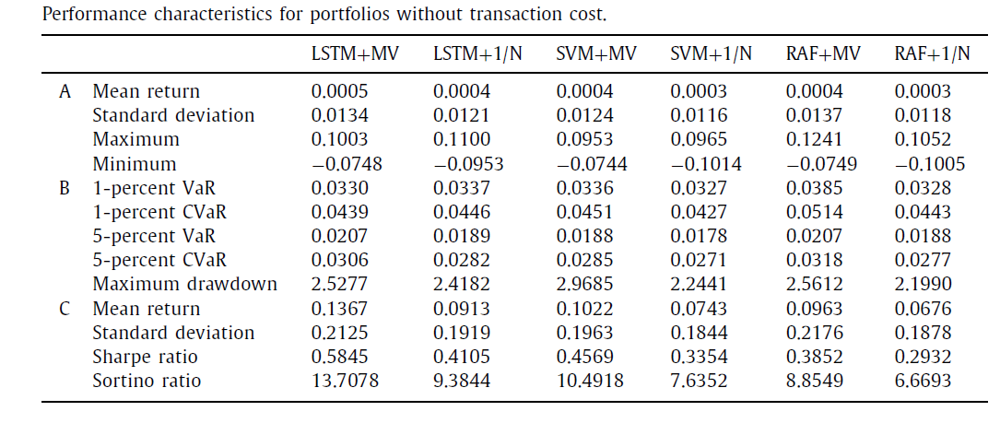 Performance characteristics for portfolios without transaction cost.
LSTM+MV LSTM+1/N SVM+MV SVM+1/N RAF+MV RAF+1/N
A Mean return 0.0005 0.0004 0.0004 0.0003 0.0004 0.0003
Standard deviation 0.0134 0.0121 0.0124 0.0116 0.0137 0.0118
Maximum 0.1003 0.1100 0.0953 0.0965 0.1241 0.1052
Minimum −0.0748 −0.0953 −0.0744 −0.1014 −0.0749 −0.1005
B 1-percent VaR 0.0330 0.0337 0.0336 0.0327 0.0385 0.0328
1-percent CVaR 0.0439 0.0446 0.0451 0.0427 0.0514 0.0443
5-percent VaR 0.0207 0.0189 0.0188 0.0178 0.0207 0.0188
5-percent CVaR 0.0306 0.0282 0.0285 0.0271 0.0318 0.0277
Maximum drawdown 2.5277 2.4182 2.9685 2.2441 2.5612 2.1990
C Mean return 0.1367 0.0913 0.1022 0.0743 0.0963 0.0676
Standard deviation 0.2125 0.1919 0.1963 0.1844 0.2176 0.1878
Sharpe ratio 0.5845 0.4105 0.4569 0.3354 0.3852 0.2932
Sortino ratio 13.7078 9.3844 10.4918 7.6352 8.8549 6.6693